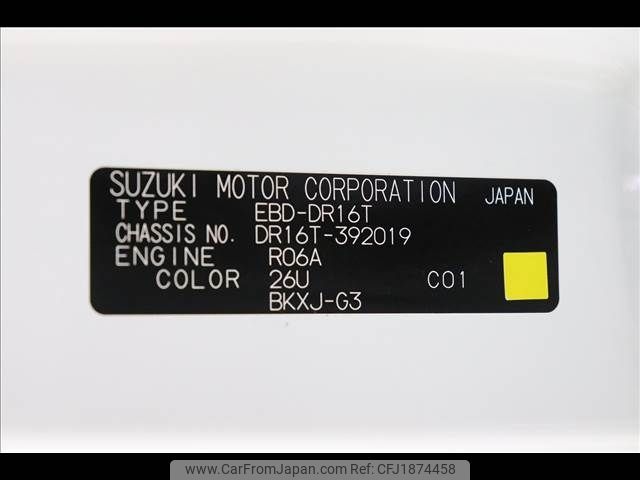 SUZUKI MOTOR CORPORATION JAPAN
TYPE EBD-DR16T
CHASSIS NO. DR16T-392019
ENGINE R06A
COLOR 26U C01
BKXJ-G3
www.CarFromJapan.com ( REF ID: CFJ1874458 )